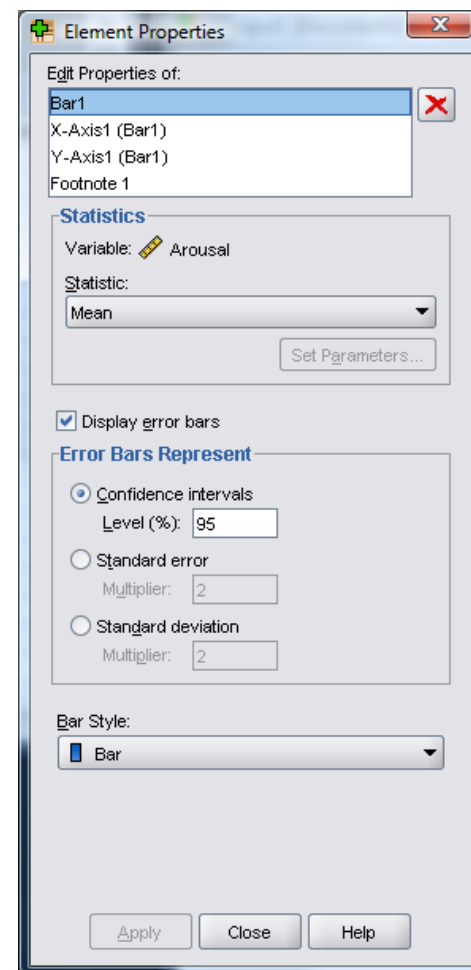 Element Properties
Edit Properties of:
Bar1
X-Axis1 (Bar1)
Y-Axis1 (Bar1)
Footnote 1
Statistics
Variable: Arousal
Statistic:
Mean
Set Parameters...
Display error bars
Error Bars Represent
Confidence intervals
Level (%): 95
Standard error
Multiplier: 2
Standard deviation
Multiplier: 2
Bar Style:
Bar
Apply Close Help